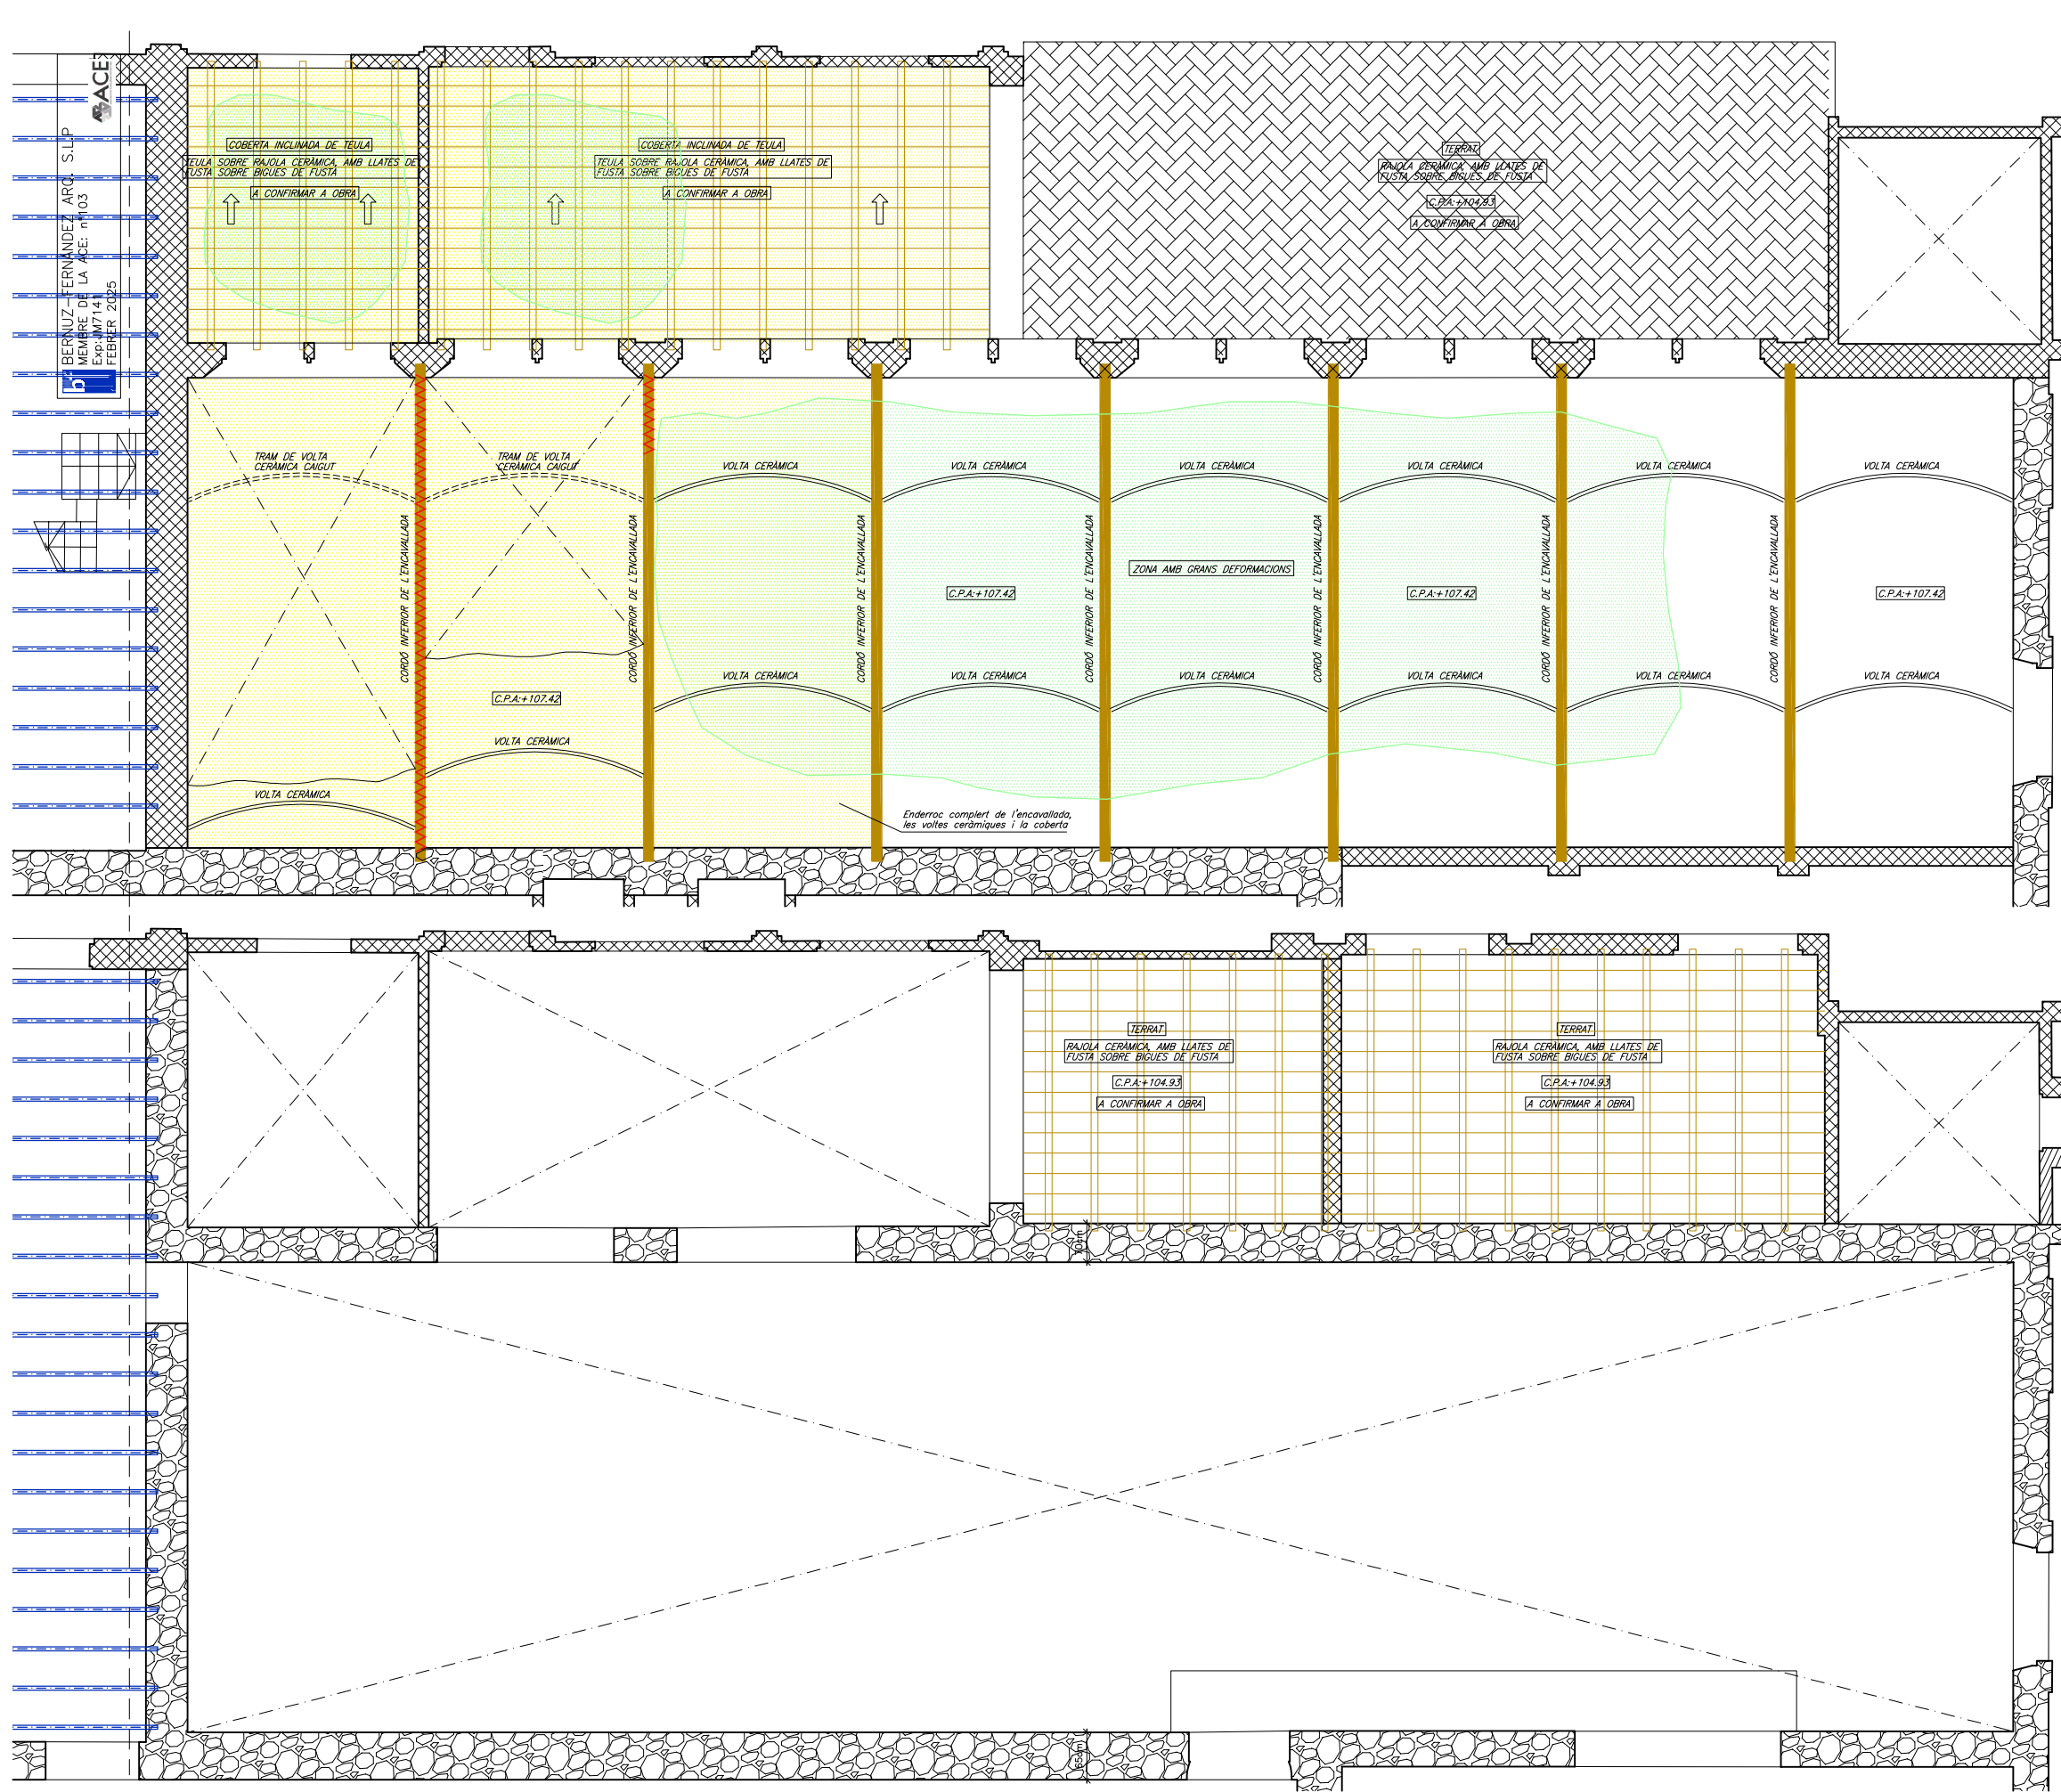 BERNUZ-FERNÁNDEZ ARQ. S.L.P
MEMBRE DE LA ACE: nº103
Exp:JM7141
FEBRER 2025
bf
ACE
COBERTA INCLINADA DE TEULA
TEULA SOBRE RAJOLA CERÀMICA, AMB LLATES DE
FUSTA SOBRE BIGUES DE FUSTA
A CONFIRMAR A OBRA
COBERTA INCLINADA DE TEULA
TEULA SOBRE RAJOLA CERÀMICA, AMB LLATES DE
FUSTA SOBRE BIGUES DE FUSTA
A CONFIRMAR A OBRA
TERRAT
RAJOLA CERÀMICA, AMB LLATES DE
FUSTA SOBRE BIGUES DE FUSTA
C.P.A:+104.93
A CONFIRMAR A OBRA
TRAM DE VOLTA
CERÀMICA CAIGUT
TRAM DE VOLTA
CERÀMICA CAIGUT
VOLTA CERÀMICA
VOLTA CERÀMICA
VOLTA CERÀMICA
VOLTA CERÀMICA
VOLTA CERÀMICA
VOLTA CERÀMICA
CORDÓ INFERIOR DE L'ENCAVALLADA
CORDÓ INFERIOR DE L'ENCAVALLADA
CORDÓ INFERIOR DE L'ENCAVALLADA
CORDÓ INFERIOR DE L'ENCAVALLADA
CORDÓ INFERIOR DE L'ENCAVALLADA
CORDÓ INFERIOR DE L'ENCAVALLADA
CORDÓ INFERIOR DE L'ENCAVALLADA
ZONA AMB GRANS DEFORMACIONS
C.P.A:+107.42
C.P.A:+107.42
C.P.A:+107.42
VOLTA CERÀMICA
VOLTA CERÀMICA
VOLTA CERÀMICA
VOLTA CERÀMICA
VOLTA CERÀMICA
VOLTA CERÀMICA
C.P.A:+107.42
VOLTA CERÀMICA
VOLTA CERÀMICA
Enderroc complert de l'encavallada,
les voltes ceràmiques i la coberta
TERRAT
RAJOLA CERÀMICA, AMB LLATES DE
FUSTA SOBRE BIGUES DE FUSTA
C.P.A:+104.93
A CONFIRMAR A OBRA
TERRAT
RAJOLA CERÀMICA, AMB LLATES DE
FUSTA SOBRE BIGUES DE FUSTA
C.P.A:+104.93
A CONFIRMAR A OBRA